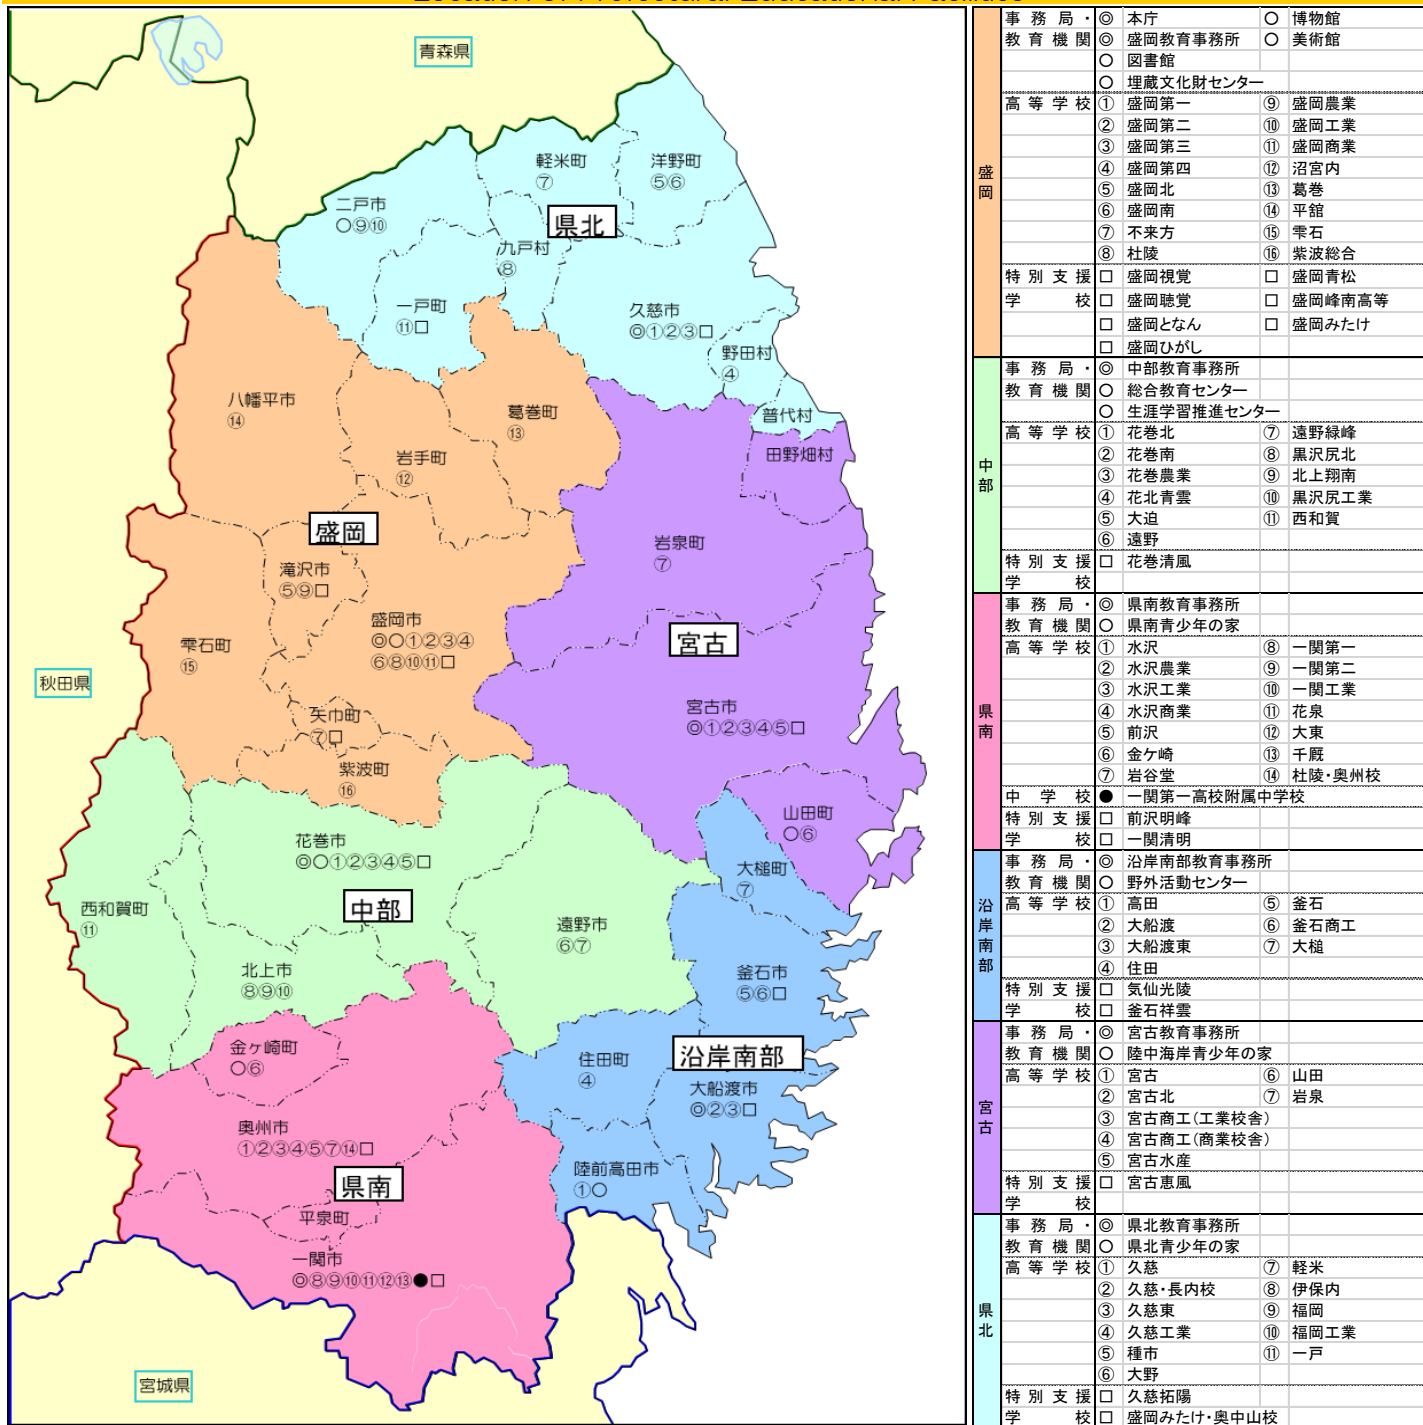 青森県
軽米町
⑦
洋野町
⑤⑥
二戸市
○⑨⑩
県北
九戸村
⑧
一戸町
⑪□
久慈市
◎①②③□
野田村
④
普代村
八幡平市
⑭
葛巻町
⑬
岩手町
⑫
田野畑村
盛岡
岩泉町
⑦
滝沢市
⑤⑨□
盛岡市
◎○①②③④
⑥⑧⑩⑪□
宮古
雫石町
⑮
秋田県
矢巾町
⑦□
宮古市
◎①②③④⑤□
紫波町
⑯
山田町
○⑥
花巻市
◎○①②③④⑤□
大槌町
⑦
中部
西和賀町
⑪
遠野市
⑥⑦
北上市
⑧⑨⑩
釜石市
⑤⑥□
金ヶ崎町
○⑥
住田町
④
沿岸南部
大船渡市
◎②③□
奥州市
①②③④⑤⑦⑭□
陸前高田市
①○
県南
平泉町
一関市
◎⑧⑨⑩⑪⑫⑬●□
宮城県
盛岡
事務局・ ◎ 本庁 ○ 博物館
教育機関 ◎ 盛岡教育事務所 ○ 美術館
○ 図書館
○ 埋蔵文化財センター
高等学校 ① 盛岡第一 ⑨ 盛岡農業
② 盛岡第二 ⑩ 盛岡工業
③ 盛岡第三 ⑪ 盛岡商業
④ 盛岡第四 ⑫ 沼宮内
⑤ 盛岡北 ⑬ 葛巻
⑥ 盛岡南 ⑭ 平舘
⑦ 不来方 ⑮ 雫石
⑧ 杜陵 ⑯ 紫波総合
特別支援 □ 盛岡視覚 □ 盛岡青松
学校 □ 盛岡聴覚 □ 盛岡峰南高等
□ 盛岡となん □ 盛岡みたけ
□ 盛岡ひがし
中部
事務局・ ◎ 中部教育事務所
教育機関 ○ 総合教育センター
○ 生涯学習推進センター
高等学校 ① 花巻北 ⑦ 遠野緑峰
② 花巻南 ⑧ 黒沢尻北
③ 花巻農業 ⑨ 北上翔南
④ 花北青雲 ⑩ 黒沢尻工業
⑤ 大迫 ⑪ 西和賀
⑥ 遠野
特別支援 □ 花巻清風
学校
県南
事務局・ ◎ 県南教育事務所
教育機関 ○ 県南青少年の家
高等学校 ① 水沢 ⑧ 一関第一
② 水沢農業 ⑨ 一関第二
③ 水沢工業 ⑩ 一関工業
④ 水沢商業 ⑪ 花泉
⑤ 前沢 ⑫ 大東
⑥ 金ケ崎 ⑬ 千厩
⑦ 岩谷堂 ⑭ 杜陵・奥州校
中学校 ● 一関第一高校附属中学校
特別支援 □ 前沢明峰
学校 □ 一関清明
沿岸南部
事務局・ ◎ 沿岸南部教育事務所
教育機関 ○ 野外活動センター
高等学校 ① 高田 ⑤ 釜石
② 大船渡 ⑥ 釜石商工
③ 大船渡東 ⑦ 大槌
④ 住田
特別支援 □ 気仙光陵
学校 □ 釜石祥雲
宮古
事務局・ ◎ 宮古教育事務所
教育機関 ○ 陸中海岸青少年の家
高等学校 ① 宮古 ⑥ 山田
② 宮古北 ⑦ 岩泉
③ 宮古商工(工業校舎)
④ 宮古商工(商業校舎)
⑤ 宮古水産
特別支援 □ 宮古恵風
学校
県北
事務局・ ◎ 県北教育事務所
教育機関 ○ 県北青少年の家
高等学校 ① 久慈 ⑦ 軽米
② 久慈・長内校 ⑧ 伊保内
③ 久慈東 ⑨ 福岡
④ 久慈工業 ⑩ 福岡工業
⑤ 種市 ⑪ 一戸
⑥ 大野
特別支援 □ 久慈拓陽
学校 □ 盛岡みたけ・奥中山校